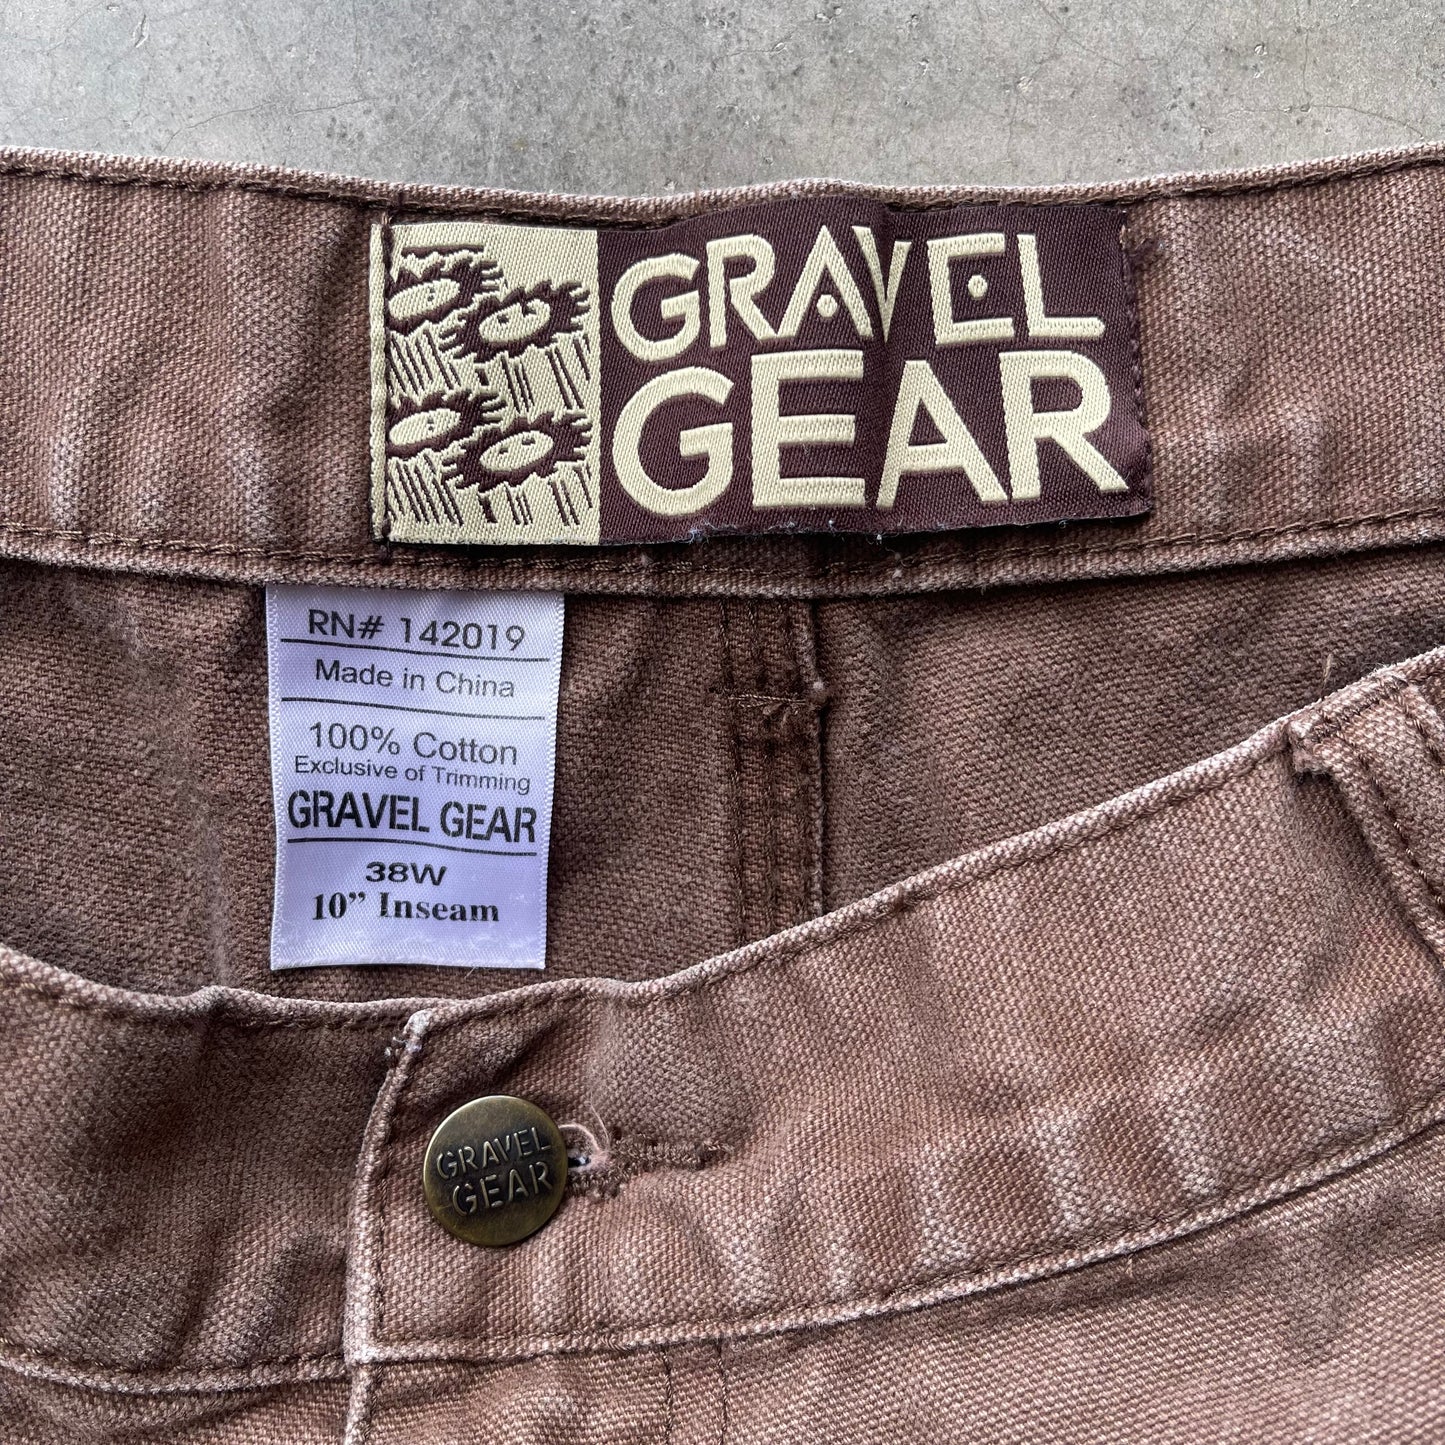 GRAVEL
GEAR
RN# 142019
Made in China
100% Cotton
Exclusive of Trimming
GRAVEL GEAR
38W
10” Inseam
GRAVEL
GEAR